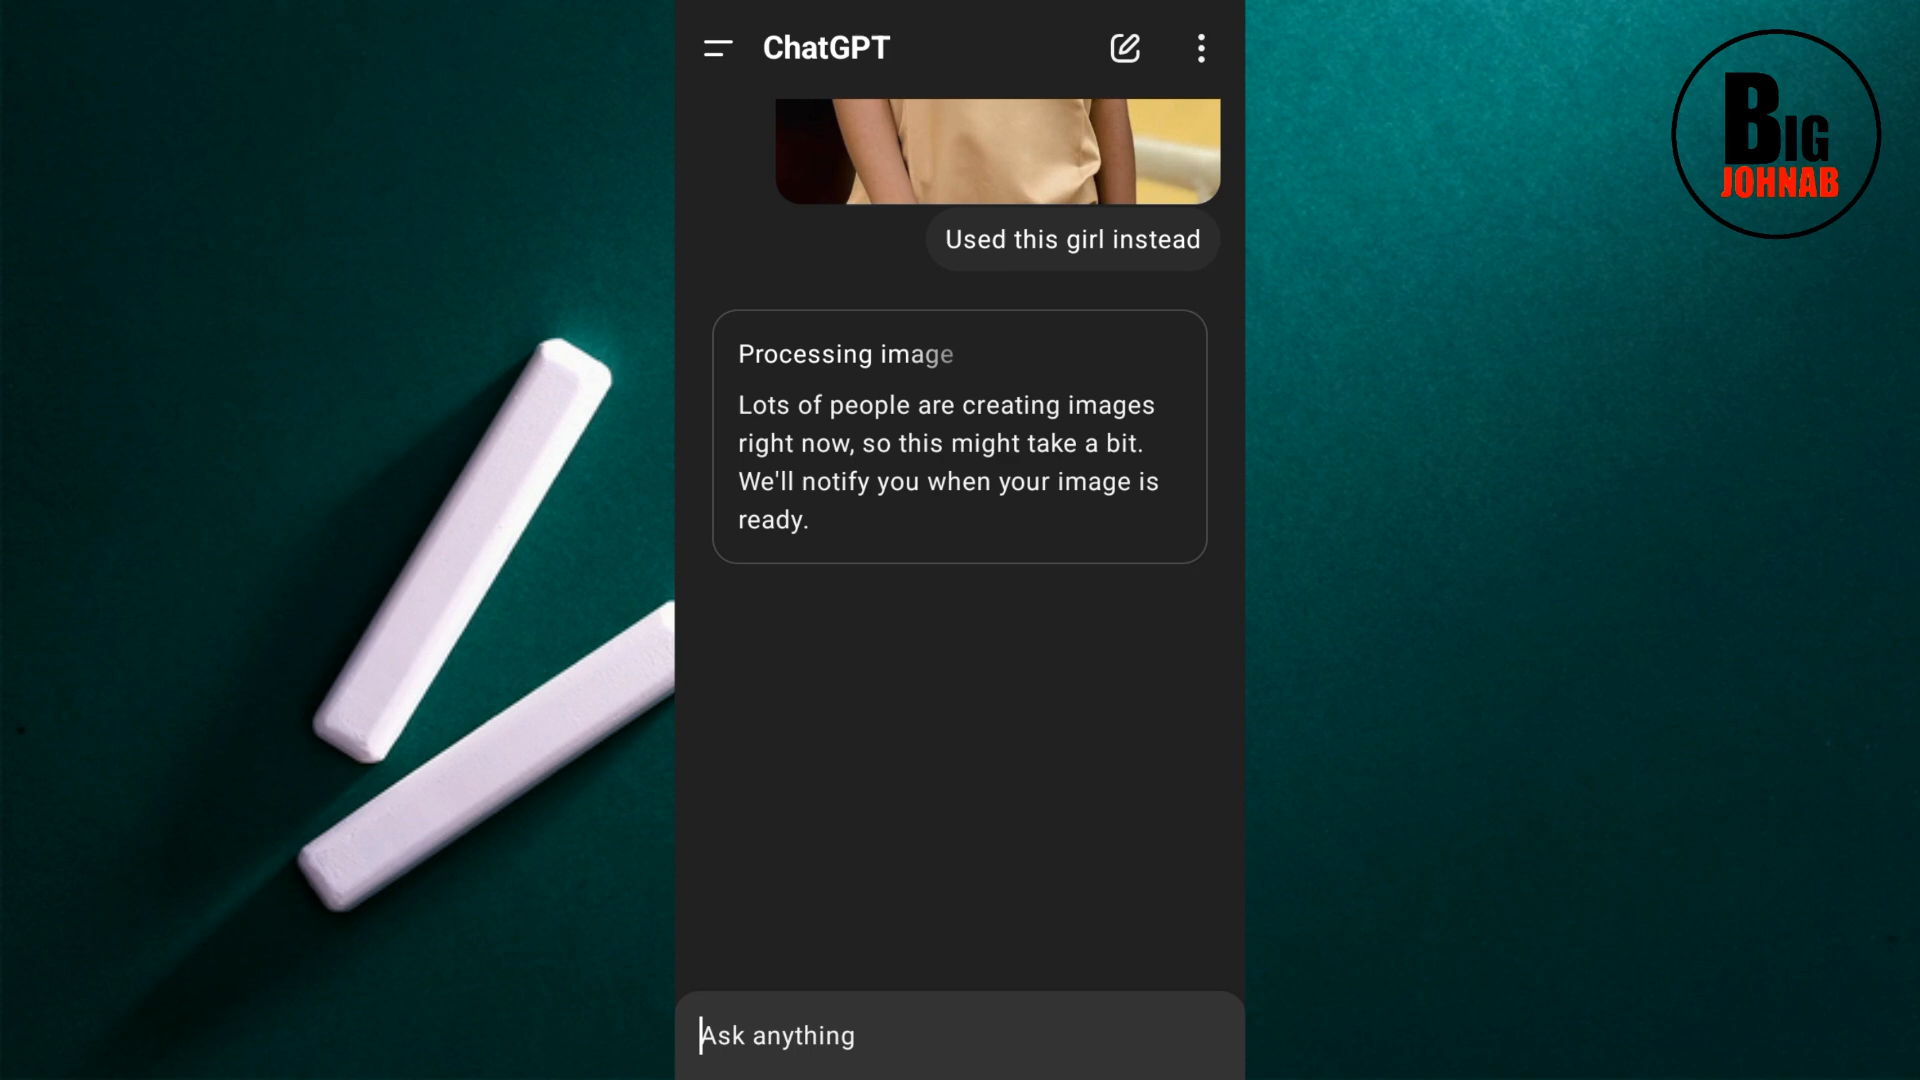 ChatGPT
BIG
JOHNAB
Used this girl instead
Processing image
Lots of people are creating images
right now, so this might take a bit.
We'll notify you when your image is
ready.
Ask anything